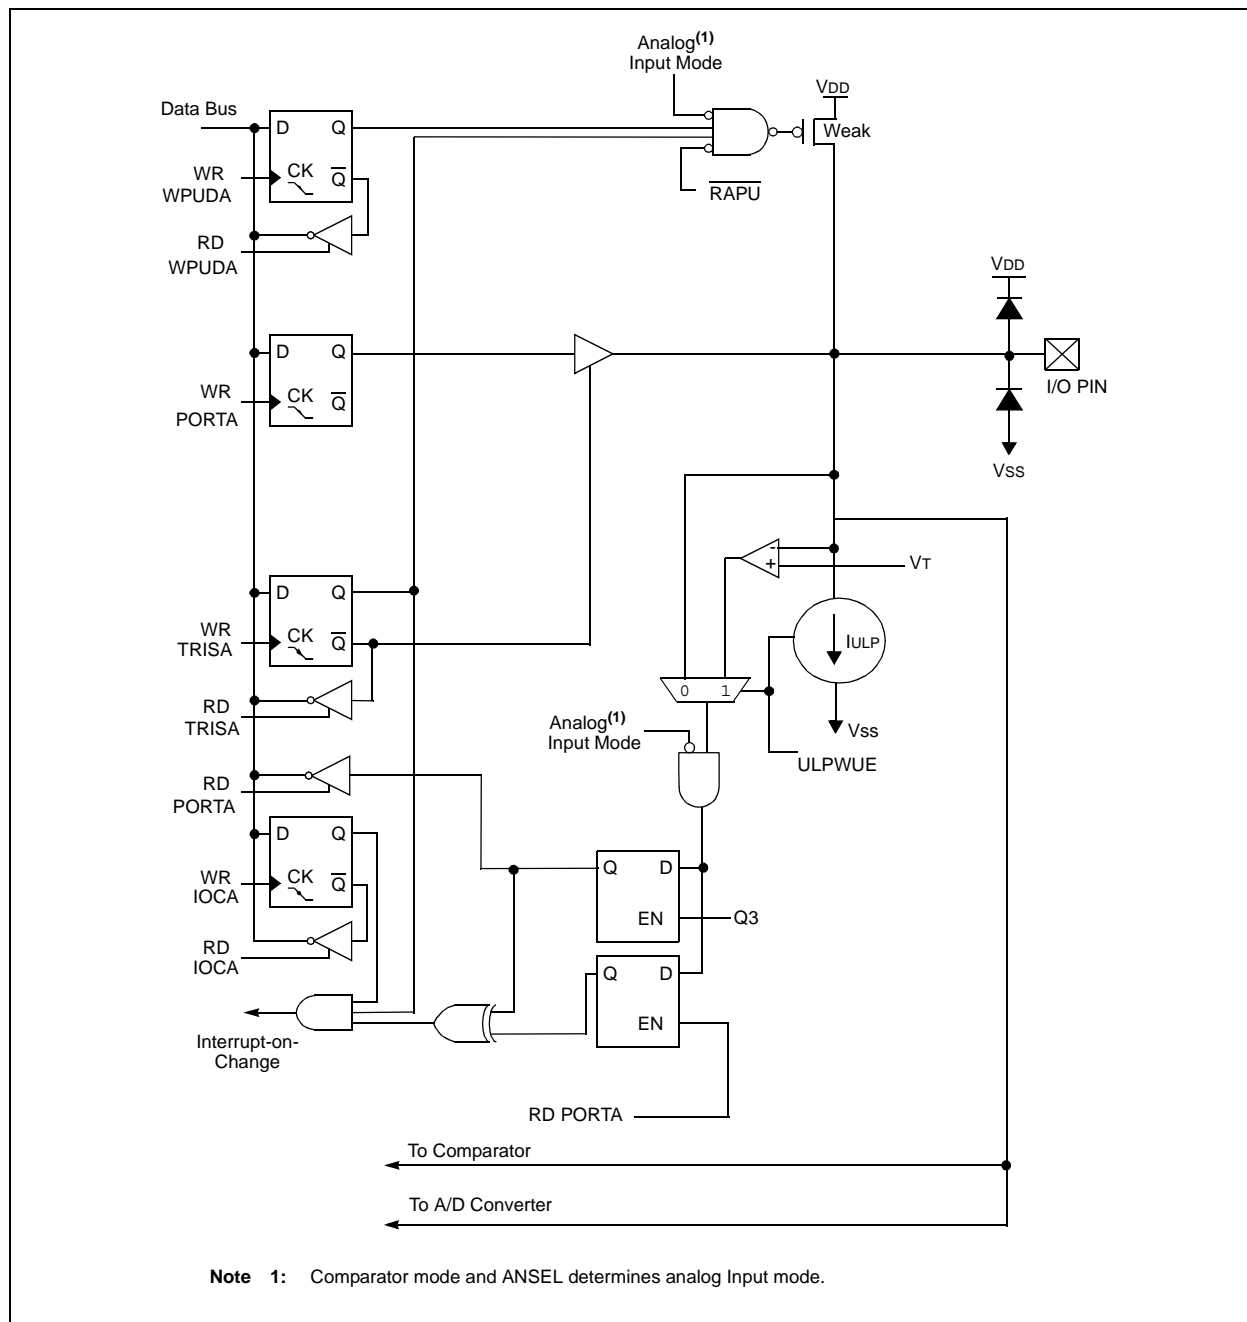 Analog(1)
Input Mode
VDD
Data Bus
D Q
Weak
WR
WPUDA
CK Q
RAPU
RD
WPUDA
VDD
D Q
WR
PORTA
CK Q
I/O PIN
VSS
-
+
VT
D Q
WR
TRISA
CK Q
IULP
0 1
RD
TRISA
Analog(1)
Input Mode
VSS
ULPWUE
RD
PORTA
D Q
WR
IOCA
CK Q
Q D
EN
Q3
RD
IOCA
Q D
EN
Interrupt-on-
Change
RD PORTA
To Comparator
To A/D Converter
Note 1: Comparator mode and ANSEL determines analog Input mode.